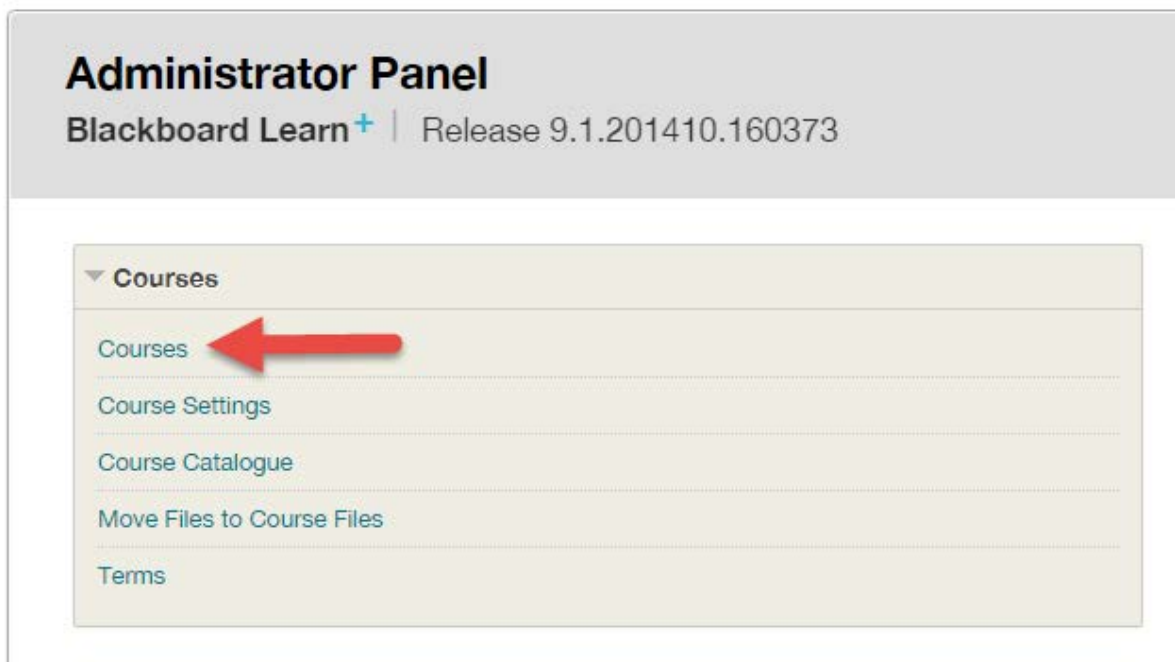 Administrator Panel
Blackboard Learn+ | Release 9.1.201410.160373
Courses
Courses
Course Settings
Course Catalogue
Move Files to Course Files
Terms